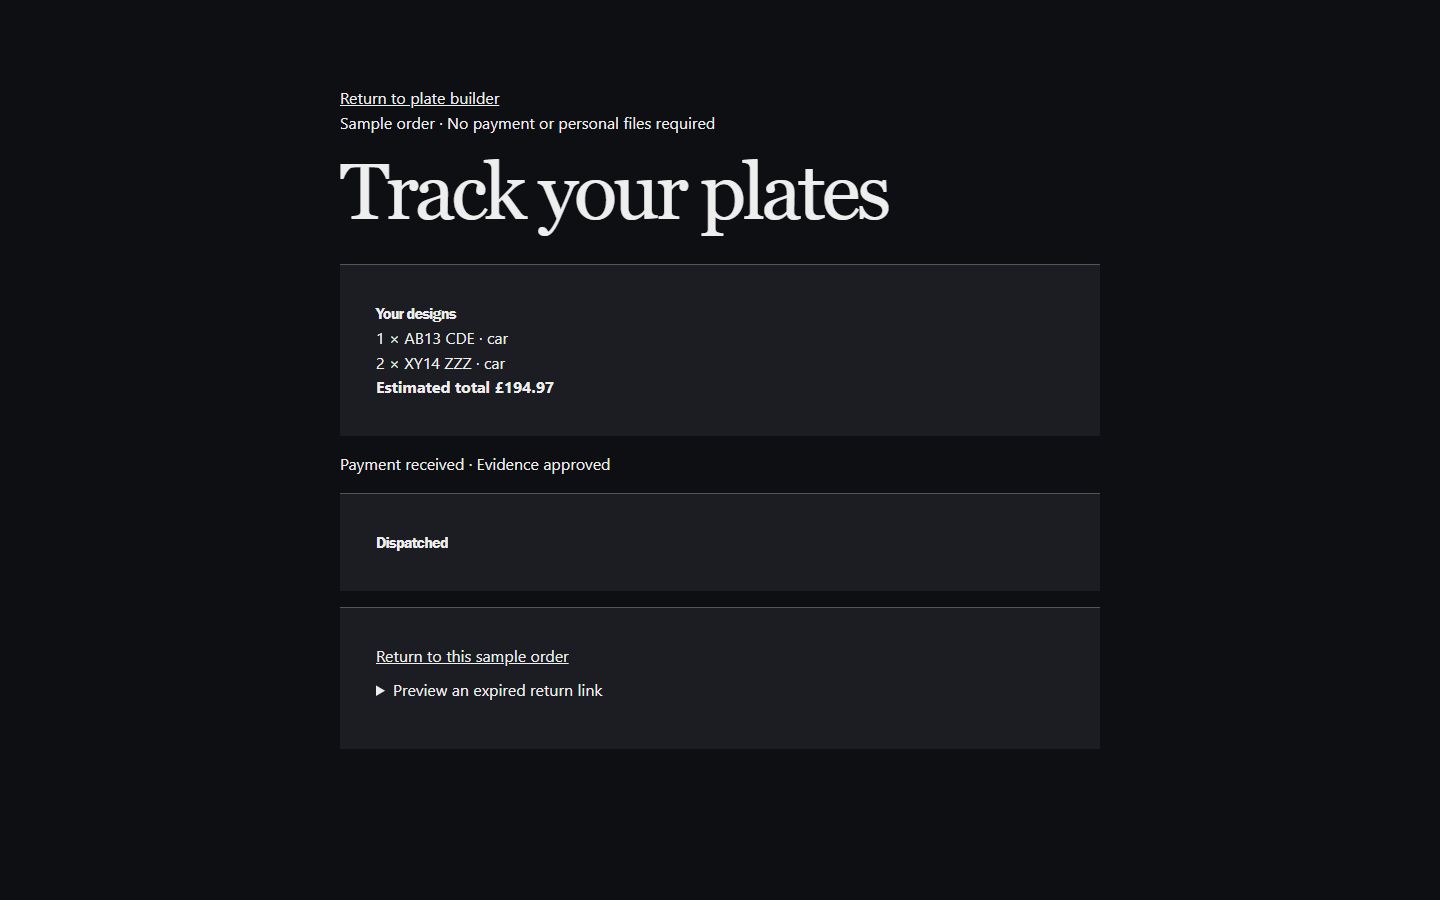 Return to plate builder
Sample order · No payment or personal files required
Track your plates
Your designs
1 × AB13 CDE · car
2 × XY14 ZZZ · car
Estimated total £194.97
Payment received · Evidence approved
Dispatched
Return to this sample order
Preview an expired return link